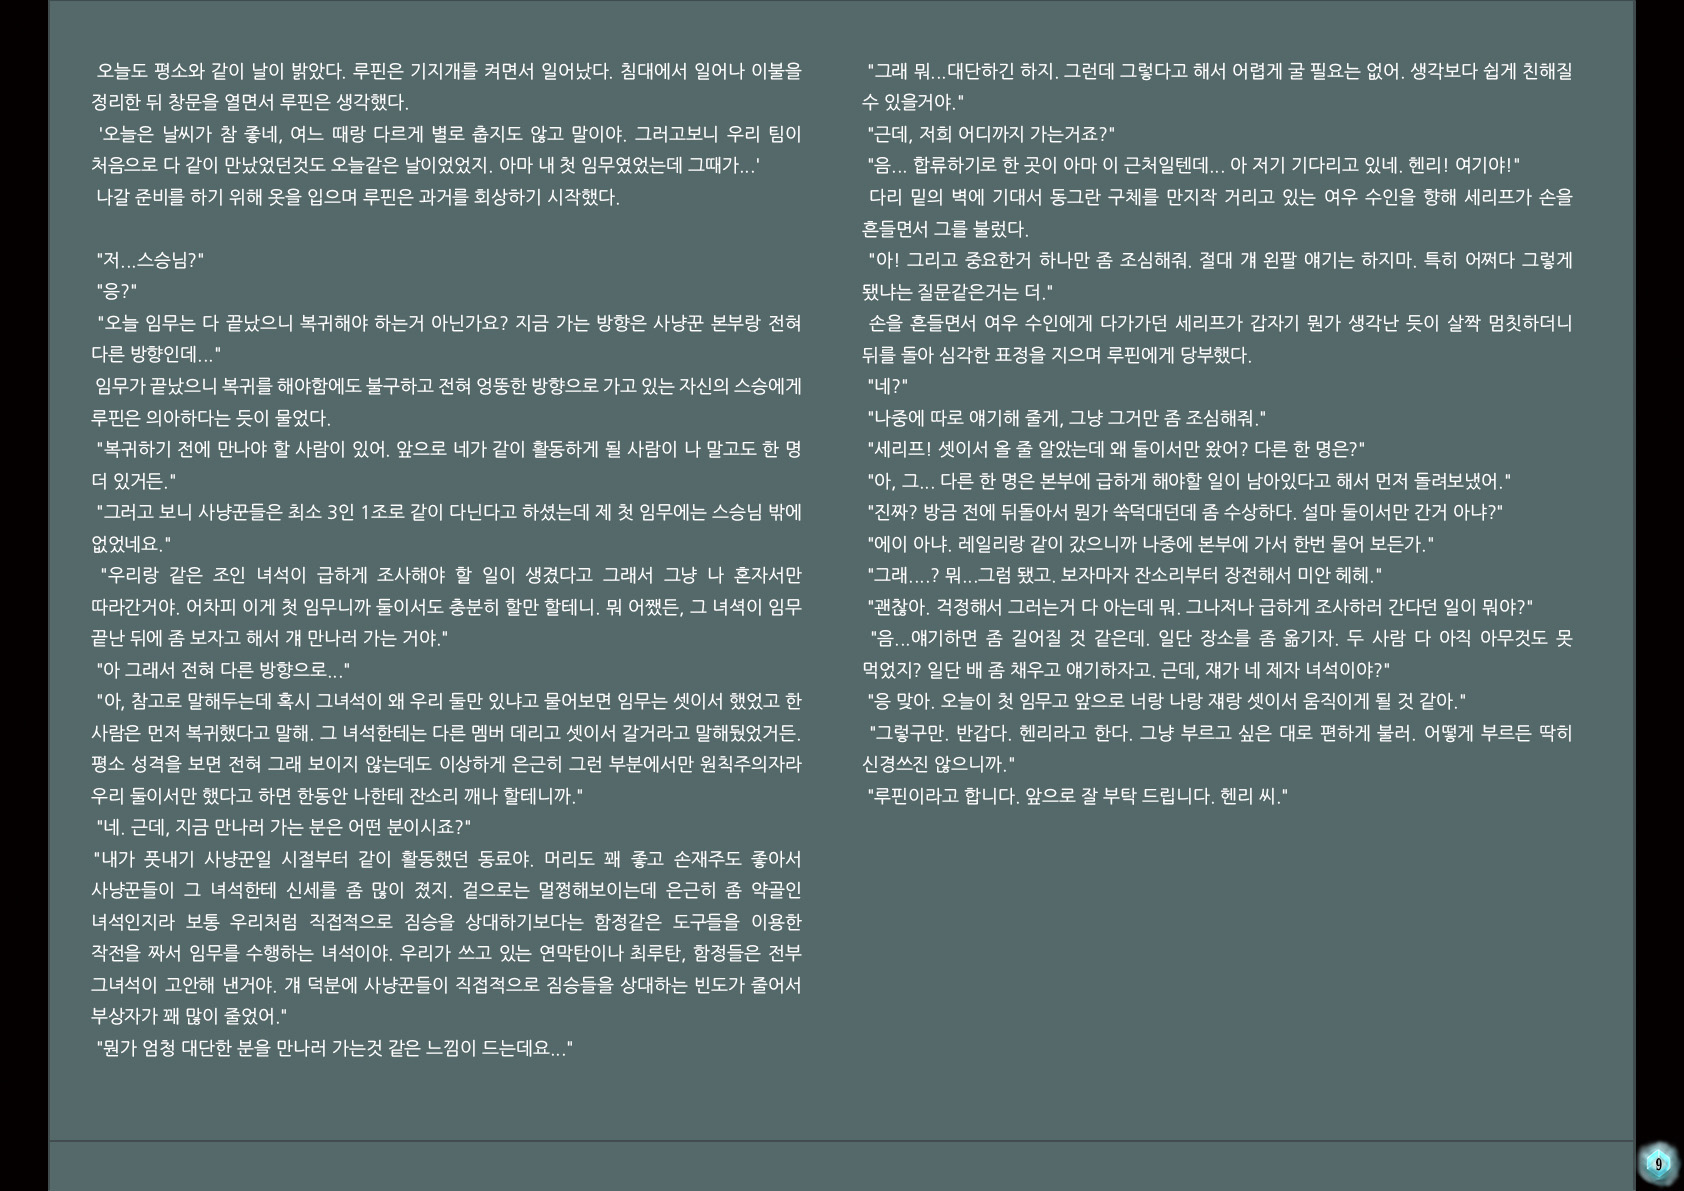 오늘도 평소와 같이 날이 밝았다. 루핀은 기지개를 켜면서 일어났다. 침대에서 일어나 이불을
정리한 뒤 창문을 열면서 루핀은 생각했다.
'오늘은 날씨가 참 좋네, 여느 때랑 다르게 별로 춥지도 않고 말이야. 그러고보니 우리 팀이
처음으로 다 같이 만났었던것도 오늘같은 날이었었지. 아마 내 첫 임무였었는데 그때가...'
나갈 준비를 하기 위해 옷을 입으며 루핀은 과거를 회상하기 시작했다.
"저...스승님?"
"응?"
"오늘 임무는 다 끝났으니 복귀해야 하는거 아닌가요? 지금 가는 방향은 사냥꾼 본부랑 전혀
다른 방향인데..."
임무가 끝났으니 복귀를 해야함에도 불구하고 전혀 엉뚱한 방향으로 가고 있는 자신의 스승에게
루핀은 의아하다는 듯이 물었다.
"복귀하기 전에 만나야 할 사람이 있어. 앞으로 네가 같이 활동하게 될 사람이 나 말고도 한 명
더 있거든."
"그러고 보니 사냥꾼들은 최소 3인 1조로 같이 다닌다고 하셨는데 제 첫 임무에는 스승님 밖에
없었네요."
"우리랑 같은 조인 녀석이 급하게 조사해야 할 일이 생겼다고 그래서 그냥 나 혼자서만
따라간거야. 어차피 이게 첫 임무니까 둘이서도 충분히 할만 할테니. 뭐 어쨌든, 그 녀셕이 임무
끝난 뒤에 좀 보자고 해서 걔 만나러 가는 거야."
"아 그래서 전혀 다른 방향으로..."
"아, 참고로 말해두는데 혹시 그녀석이 왜 우리 둘만 있냐고 물어보면 임무는 셋이서 했었고 한
사람은 먼저 복귀했다고 말해. 그 녀석한테는 다른 멤버 데리고 셋이서 갈거라고 말해뒀었거든.
평소 성격을 보면 전혀 그래 보이지 않는데도 이상하게 은근히 그런 부분에서만 원칙주의자라
우리 둘이서만 했다고 하면 한동안 나한테 잔소리 깨나 할테니까."
"네. 근데, 지금 만나러 가는 분은 어떤 분이시죠?"
"내가 풋내기 사냥꾼일 시절부터 같이 활동했던 동료야. 머리도 꽤 좋고 손재주도 좋아서
사냥꾼들이 그 녀석한테 신세를 좀 많이 졌지. 겉으로는 멀쩡해보이는데 은근히 좀 약골인
녀석인지라 보통 우리처럼 직접적으로 짐승을 상대하기보다는 함정같은 도구들을 이용한
작전을 짜서 임무를 수행하는 녀석이야. 우리가 쓰고 있는 연막탄이나 최루탄, 함정들은 전부
그녀석이 고안해 낸거야. 걔 덕분에 사냥꾼들이 직접적으로 짐승들을 상대하는 빈도가 줄어서
부상자가 꽤 많이 줄었어."
"뭔가 엄청 대단한 분을 만나러 가는것 같은 느낌이 드는데요..."
"그래 뭐...대단하긴 하지. 그런데 그렇다고 해서 어렵게 굴 필요는 없어. 생각보다 쉽게 친해질
수 있을거야."
"근데, 저희 어디까지 가는거죠?"
"음... 합류하기로 한 곳이 아마 이 근처일텐데... 아 저기 기다리고 있네. 헨리! 여기야!"
다리 밑의 벽에 기대서 동그란 구체를 만지작 거리고 있는 여우 수인을 향해 세리프가 손을
흔들면서 그를 불렀다.
"아! 그리고 중요한거 하나만 좀 조심해줘. 절대 걔 왼팔 얘기는 하지마. 특히 어쩌다 그렇게
됐냐는 질문같은거는 더."
손을 흔들면서 여우 수인에게 다가가던 세리프가 갑자기 뭔가 생각난 듯이 살짝 멈칫하더니
뒤를 돌아 심각한 표정을 지으며 루핀에게 당부했다.
"네?"
"나중에 따로 얘기해 줄게, 그냥 그거만 좀 조심해줘."
"세리프! 셋이서 올 줄 알았는데 왜 둘이서만 왔어? 다른 한 명은?"
"아, 그... 다른 한 명은 본부에 급하게 해야할 일이 남아있다고 해서 먼저 돌려보냈어."
"진짜? 방금 전에 뒤돌아서 뭔가 쑥덕대던데 좀 수상하다. 설마 둘이서만 간거 아냐?"
"에이 아냐. 레일리랑 같이 갔으니까 나중에 본부에 가서 한번 물어 보든가."
"그래....? 뭐...그럼 됐고. 보자마자 잔소리부터 장전해서 미안 헤헤."
"괜찮아. 걱정해서 그러는거 다 아는데 뭐. 그나저나 급하게 조사하러 간다던 일이 뭐야?"
"음...얘기하면 좀 길어질 것 같은데. 일단 장소를 좀 옮기자. 두 사람 다 아직 아무것도 못
먹었지? 일단 배 좀 채우고 얘기하자고. 근데, 쟤가 네 제자 녀석이야?"
"응 맞아. 오늘이 첫 임무고 앞으로 너랑 나랑 쟤랑 셋이서 움직이게 될 것 같아."
"그렇구만. 반갑다. 헨리라고 한다. 그냥 부르고 싶은 대로 편하게 불러. 어떻게 부르든 딱히
신경쓰진 않으니까."
"루핀이라고 합니다. 앞으로 잘 부탁 드립니다. 헨리 씨."
9